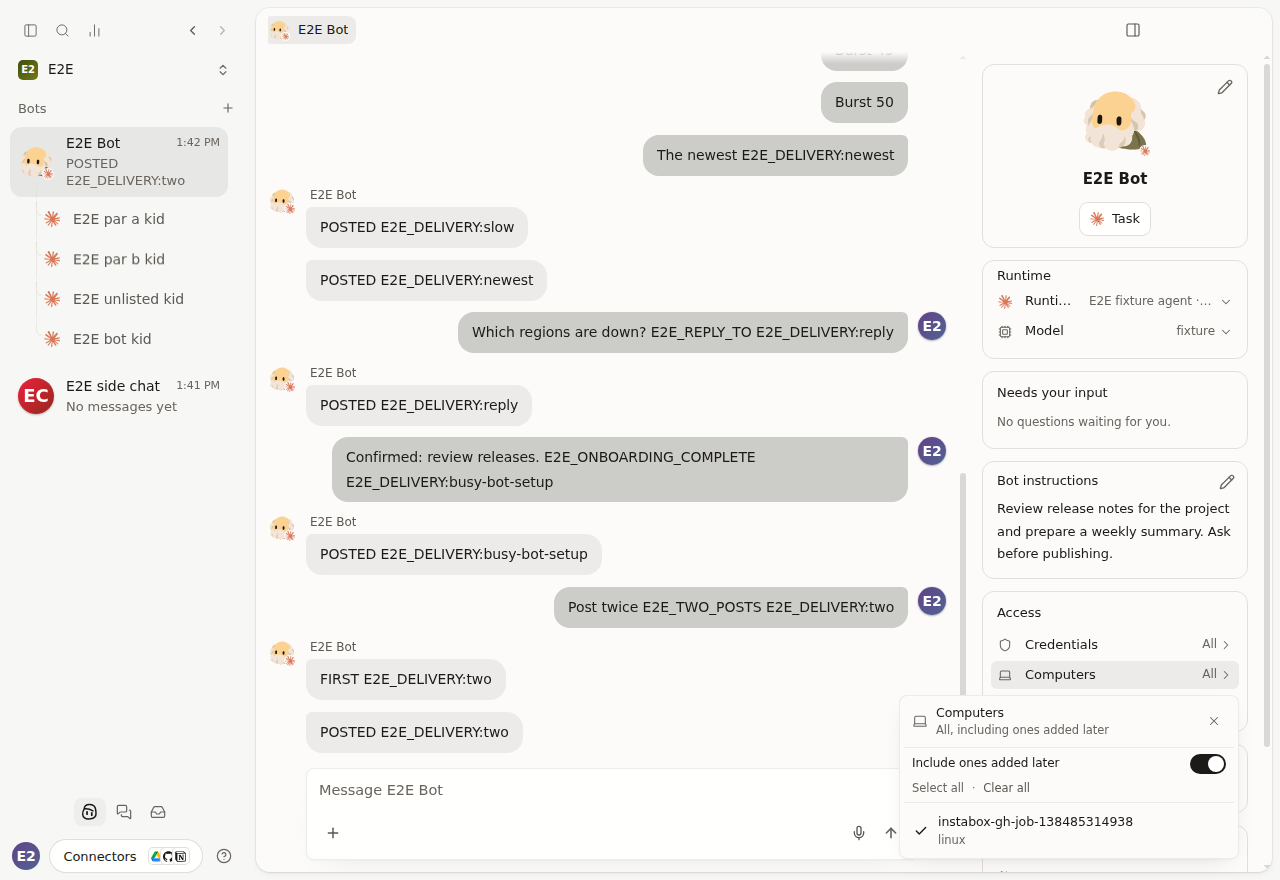 E2 E2E
Bots
E2E Bot 1:42 PM
POSTED
E2E_DELIVERY:two
E2E par a kid
E2E par b kid
E2E unlisted kid
E2E bot kid
EC E2E side chat 1:41 PM
No messages yet
E2 Connectors
E2E Bot
Burst 50
The newest E2E_DELIVERY:newest
E2E Bot
POSTED E2E_DELIVERY:slow
POSTED E2E_DELIVERY:newest
Which regions are down? E2E_REPLY_TO E2E_DELIVERY:reply E2
E2E Bot
POSTED E2E_DELIVERY:reply
Confirmed: review releases. E2E_ONBOARDING_COMPLETE E2
E2E_DELIVERY:busy-bot-setup
E2E Bot
POSTED E2E_DELIVERY:busy-bot-setup
Post twice E2E_TWO_POSTS E2E_DELIVERY:two E2
E2E Bot
FIRST E2E_DELIVERY:two
POSTED E2E_DELIVERY:two
Message E2E Bot
E2E Bot
Task
Runtime
Runti... E2E fixture agent ·...
Model fixture
Needs your input
No questions waiting for you.
Bot instructions
Review release notes for the project
and prepare a weekly summary. Ask
before publishing.
Access
Credentials All
Computers All
Computers
All, including ones added later
Include ones added later
Select all · Clear all
instabox-gh-job-138485314938
linux